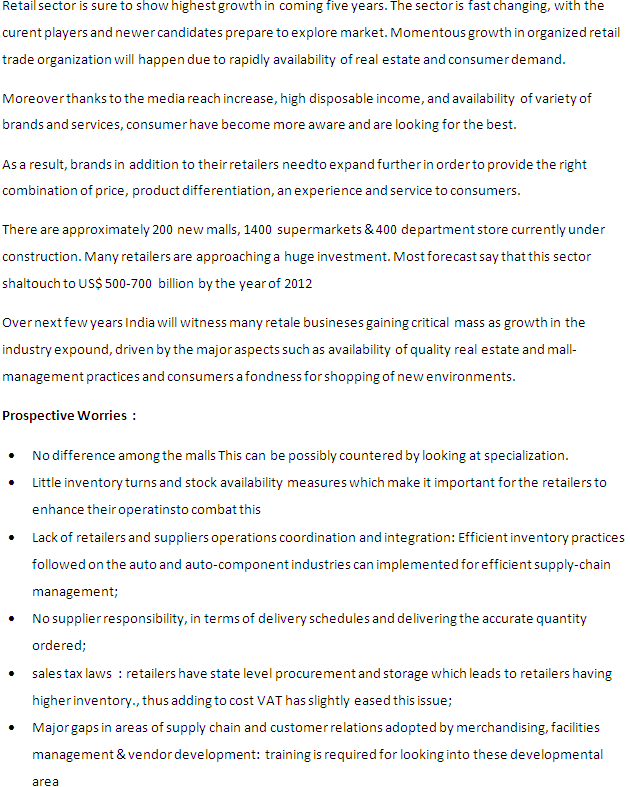 Retail sector is sure to show highest growth in coming five years. The sector is fast changing, with the
curent players and newer candidates prepare to explore market. Momentous growth in organized retail
trade organization will happen due to rapidly availability of real estate and consumer demand.
Moreover thanks to the media reach increase, high disposable income, and availability of variety of
brands and services, consumer have become more aware and are looking for the best.
As a result, brands in addition to their retailers needto expand further in order to provide the right
combination of price, product differentiation, an experience and service to consumers.
There are approximately 200 new malls, 1400 supermarkets & 400 department store currently under
construction. Many retailers are approaching a huge investment. Most forecast say that this sector
shaltouch to US$ 500-700 billion by the year of 2012
Over next few years India will witness many retale busineses gaining critical mass as growth in the
industry expound, driven by the major aspects such as availability of quality real estate and mall-
management practices and consumers a fondness for shopping of new environments.
Prospective Worries :
• No difference among the malls This can be possibly countered by looking at specialization.
• Little inventory turns and stock availability measures which make it important for the retailers to
enhance their operatinsto combat this
• Lack of retailers and suppliers operations coordination and integration: Efficient inventory practices
followed on the auto and auto-component industries can implemented for efficient supply-chain
management;
• No supplier responsibility, in terms of delivery schedules and delivering the accurate quantity
ordered;
• sales tax laws : retailers have state level procurement and storage which leads to retailers having
higher inventory., thus adding to cost VAT has slightly eased this issue;
• Major gaps in areas of supply chain and customer relations adopted by merchandising, facilities
management & vendor development: training is required for looking into these developmental
area